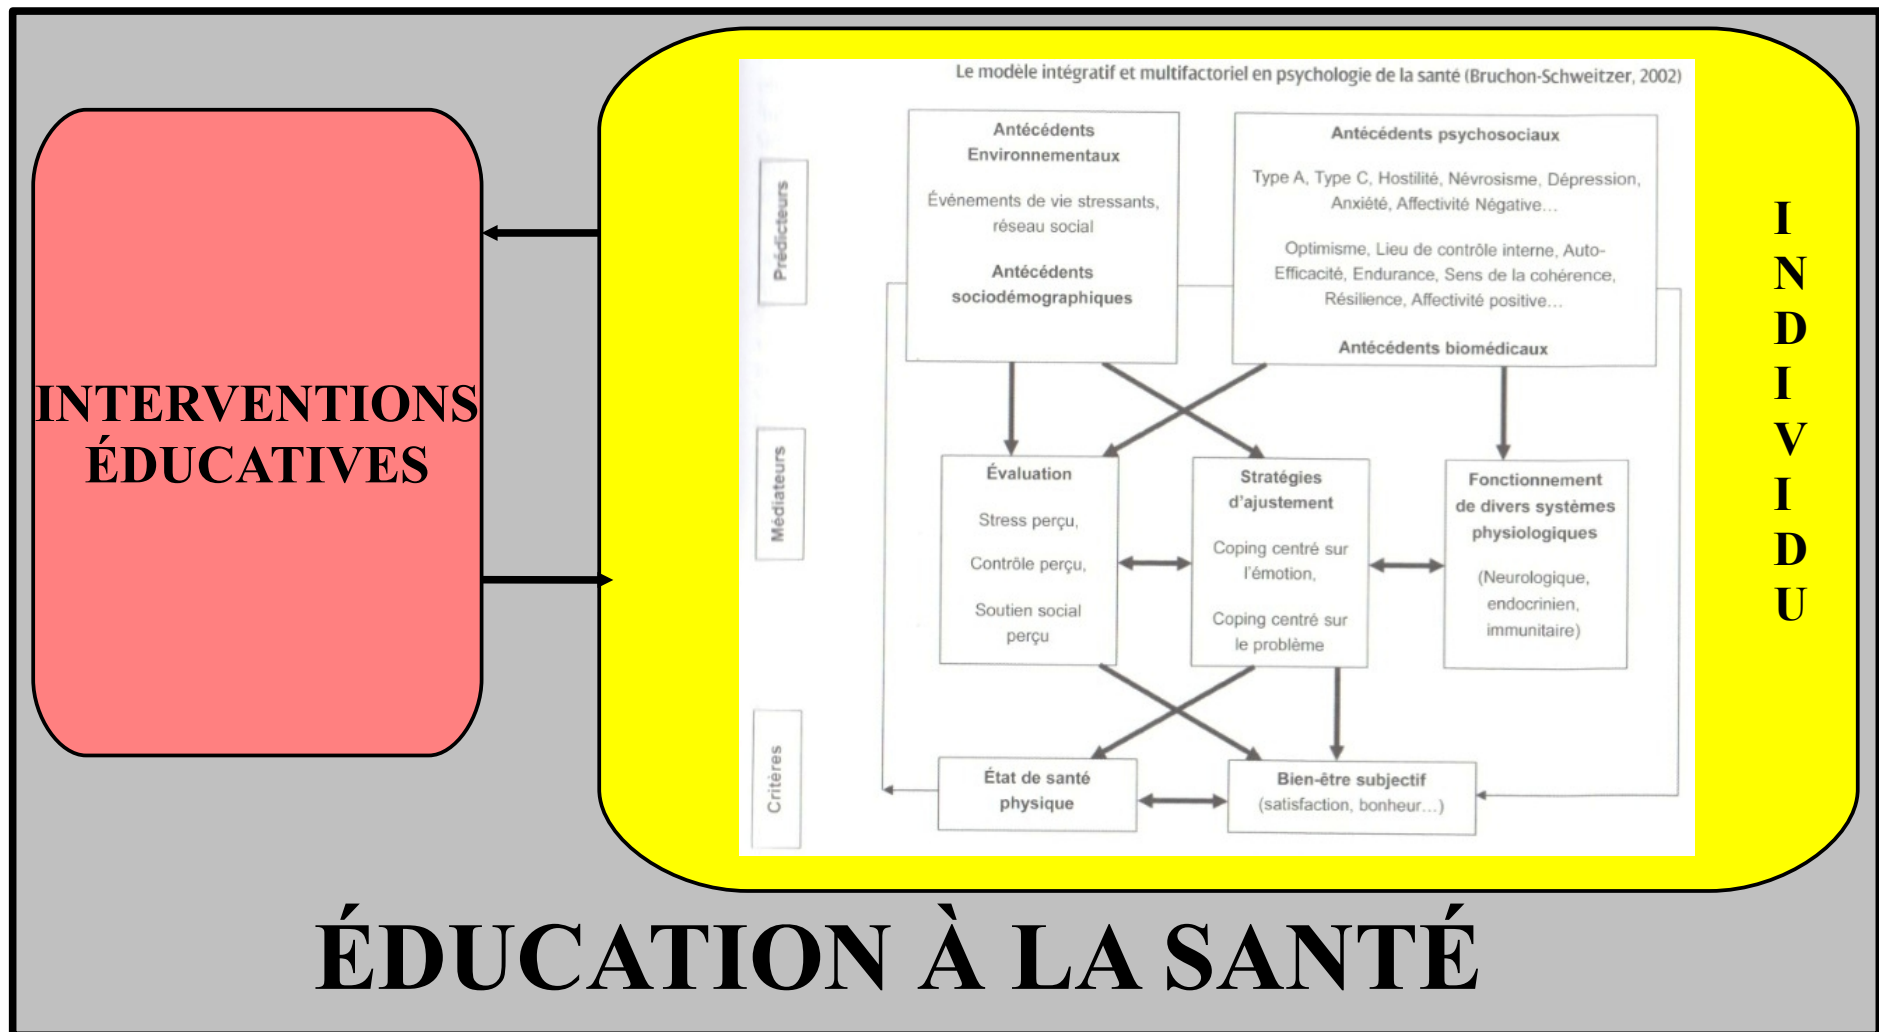 Le modèle intégratif et multifactoriel en psychologie de la santé (Bruchon-Schweitzer, 2002)
INTERVENTIONS
ÉDUCATIVES
Prédicteurs
Antécédents
Environnementaux
Événements de vie stressants,
réseau social
Antécédents
sociodémographiques
Antécédents psychosociaux
Type A, Type C, Hostilité, Névrosisme, Dépression,
Anxiété, Affectivité Négative...
Optimisme, Lieu de contrôle interne, Auto-
Efficacité, Endurance, Sens de la cohérence,
Résilience, Affectivité positive...
Antécédents biomédicaux
Médiateurs
Évaluation
Stress perçu,
Contrôle perçu,
Soutien social
perçu
Stratégies
d'ajustement
Coping centré sur
l'émotion,
Coping centré sur
le problème
Fonctionnement
de divers systèmes
physiologiques
(Neurologique,
endocrinien,
immunitaire)
Critères
État de santé
physique
Bien-être subjectif
(satisfaction, bonheur...)
I
N
D
I
V
I
D
U
ÉDUCATION À LA SANTÉ